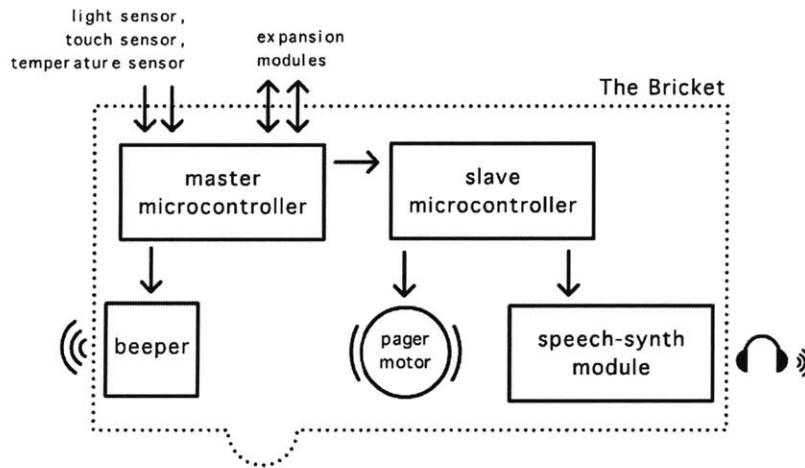 light sensor,
touch sensor,
temperature sensor
expansion
modules
The Bricket
master
microcontroller
slave
microcontroller
beeper
pager
motor
speech-synth
module